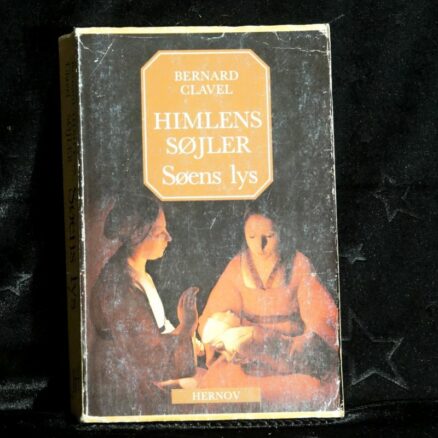 BERNARD
CLAVEL
HIMLENS
SØJLER
Søens lys
HERNOV